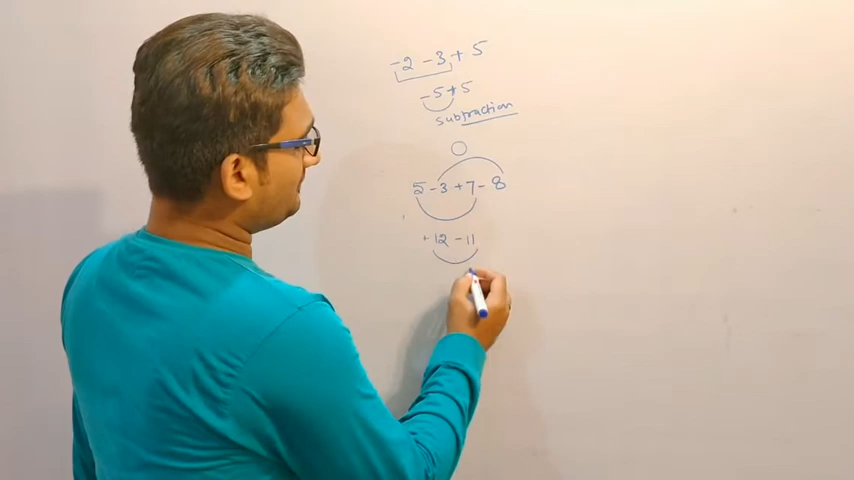 -2 -3 + 5
-5 + 5
subtraction
5 - 3 + 7 - 8
+12 - 11